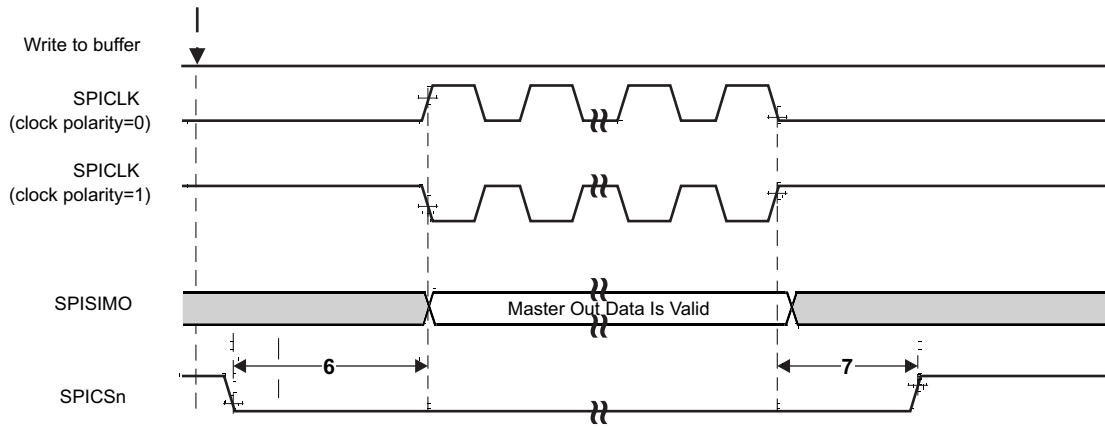 Write to buffer
SPICLK
(clock polarity=0)
SPICLK
(clock polarity=1)
SPISIMO
Master Out Data Is Valid
6
7
SPICSn